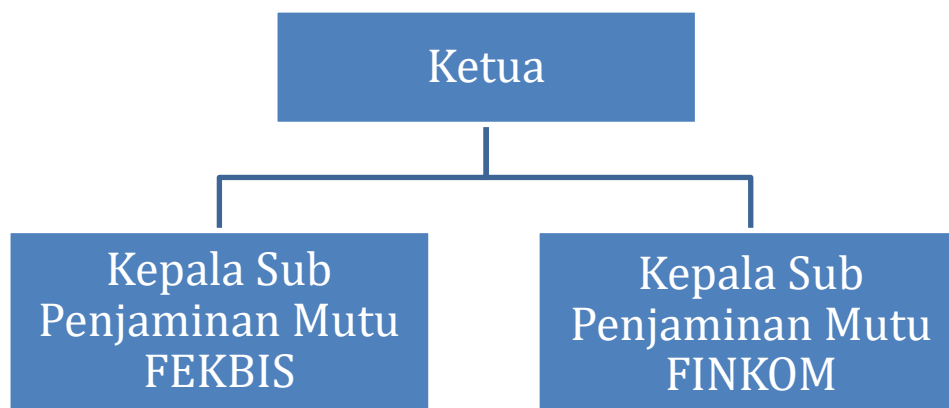 Ketua
Kepala Sub
Penjaminan Mutu
FEKBIS
Kepala Sub
Penjaminan Mutu
FINKOM